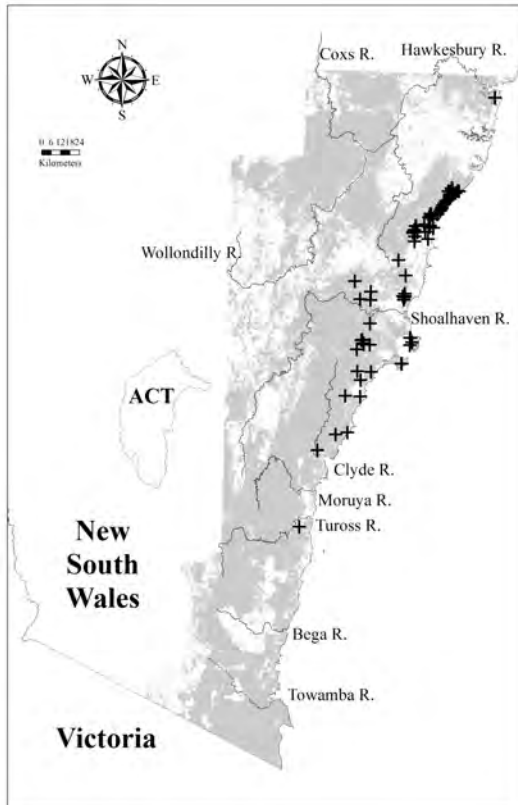 Coxs R.
Hawkesbury R.
N
W
E
S
0 6 12 18 24
Kilometers
Wollondilly R.
Shoalhaven R.
ACT
Clyde R.
Moruya R.
Tuross R.
New
South
Wales
Bega R.
Towamba R.
Victoria